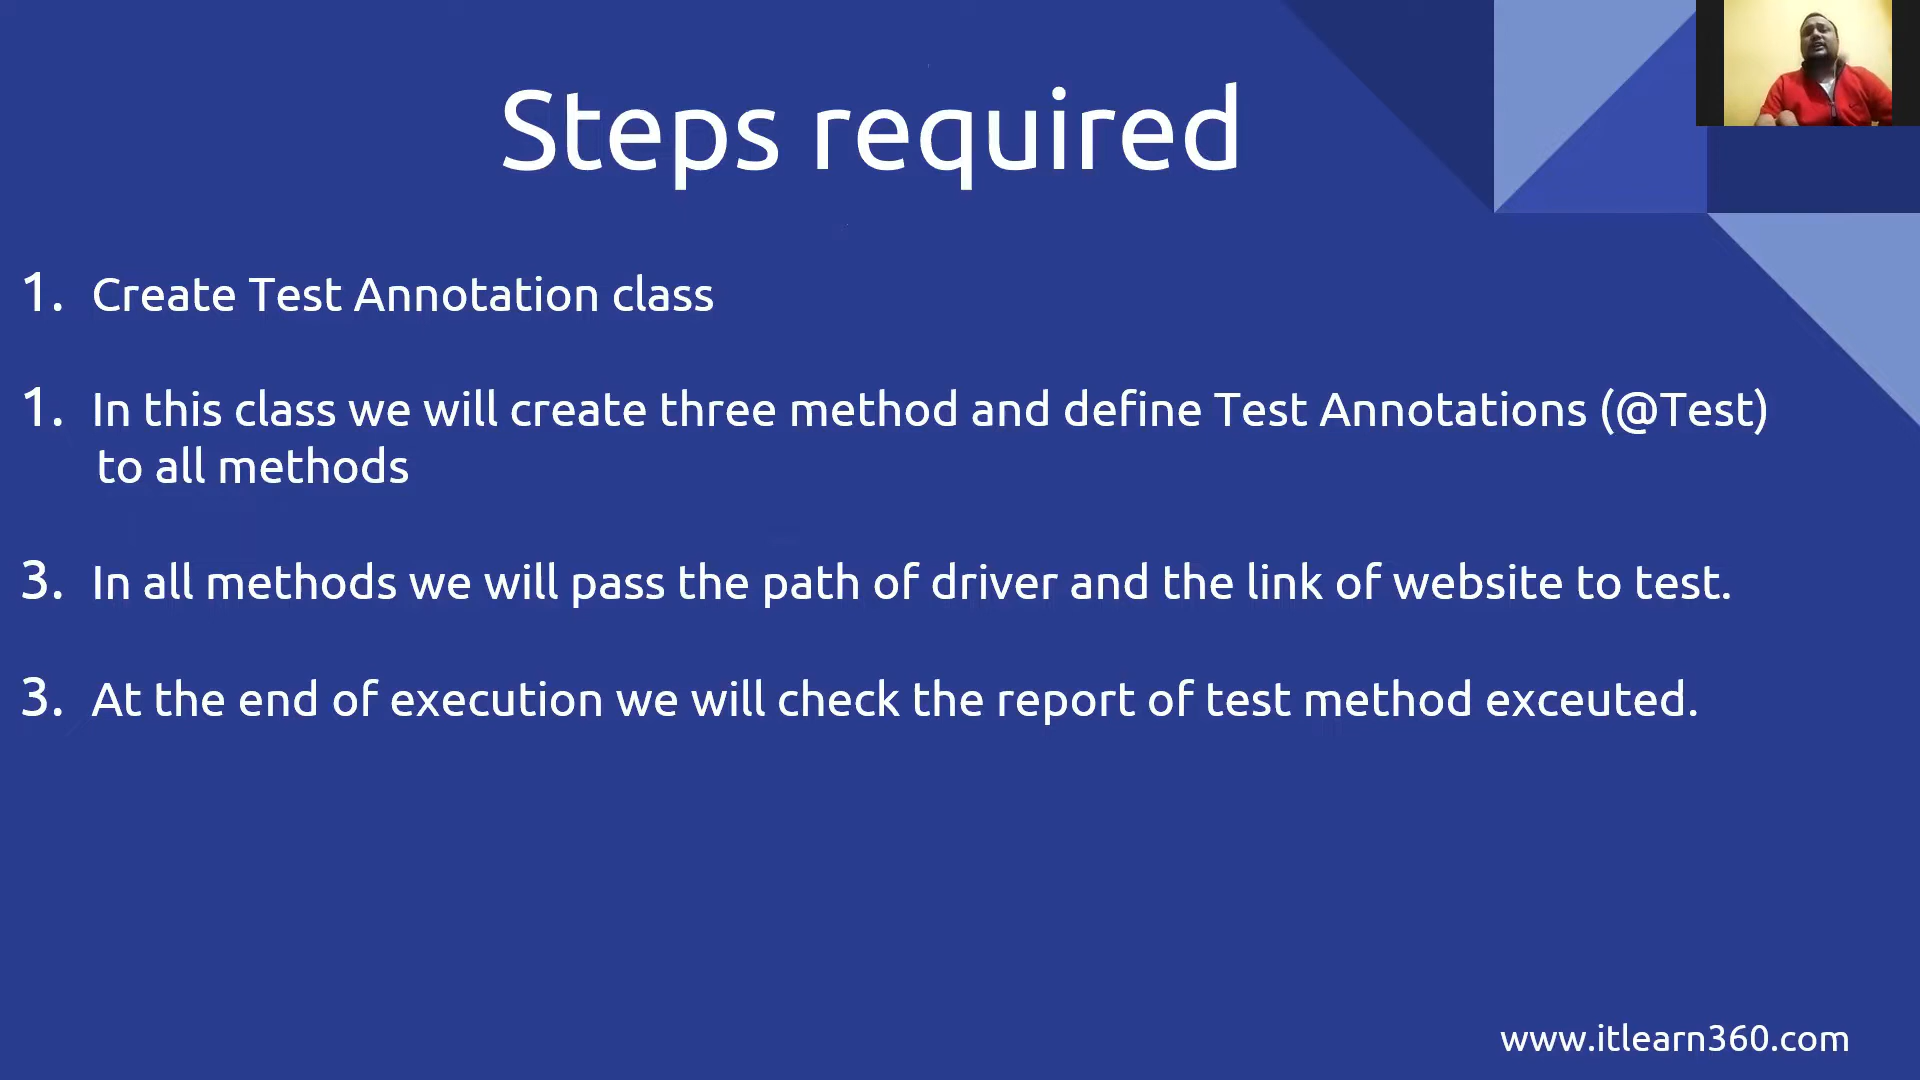 Steps required
1. Create Test Annotation class
1. In this class we will create three method and define Test Annotations (@Test)
to all methods
3. In all methods we will pass the path of driver and the link of website to test.
3. At the end of execution we will check the report of test method exceuted.
www.itlearn360.com